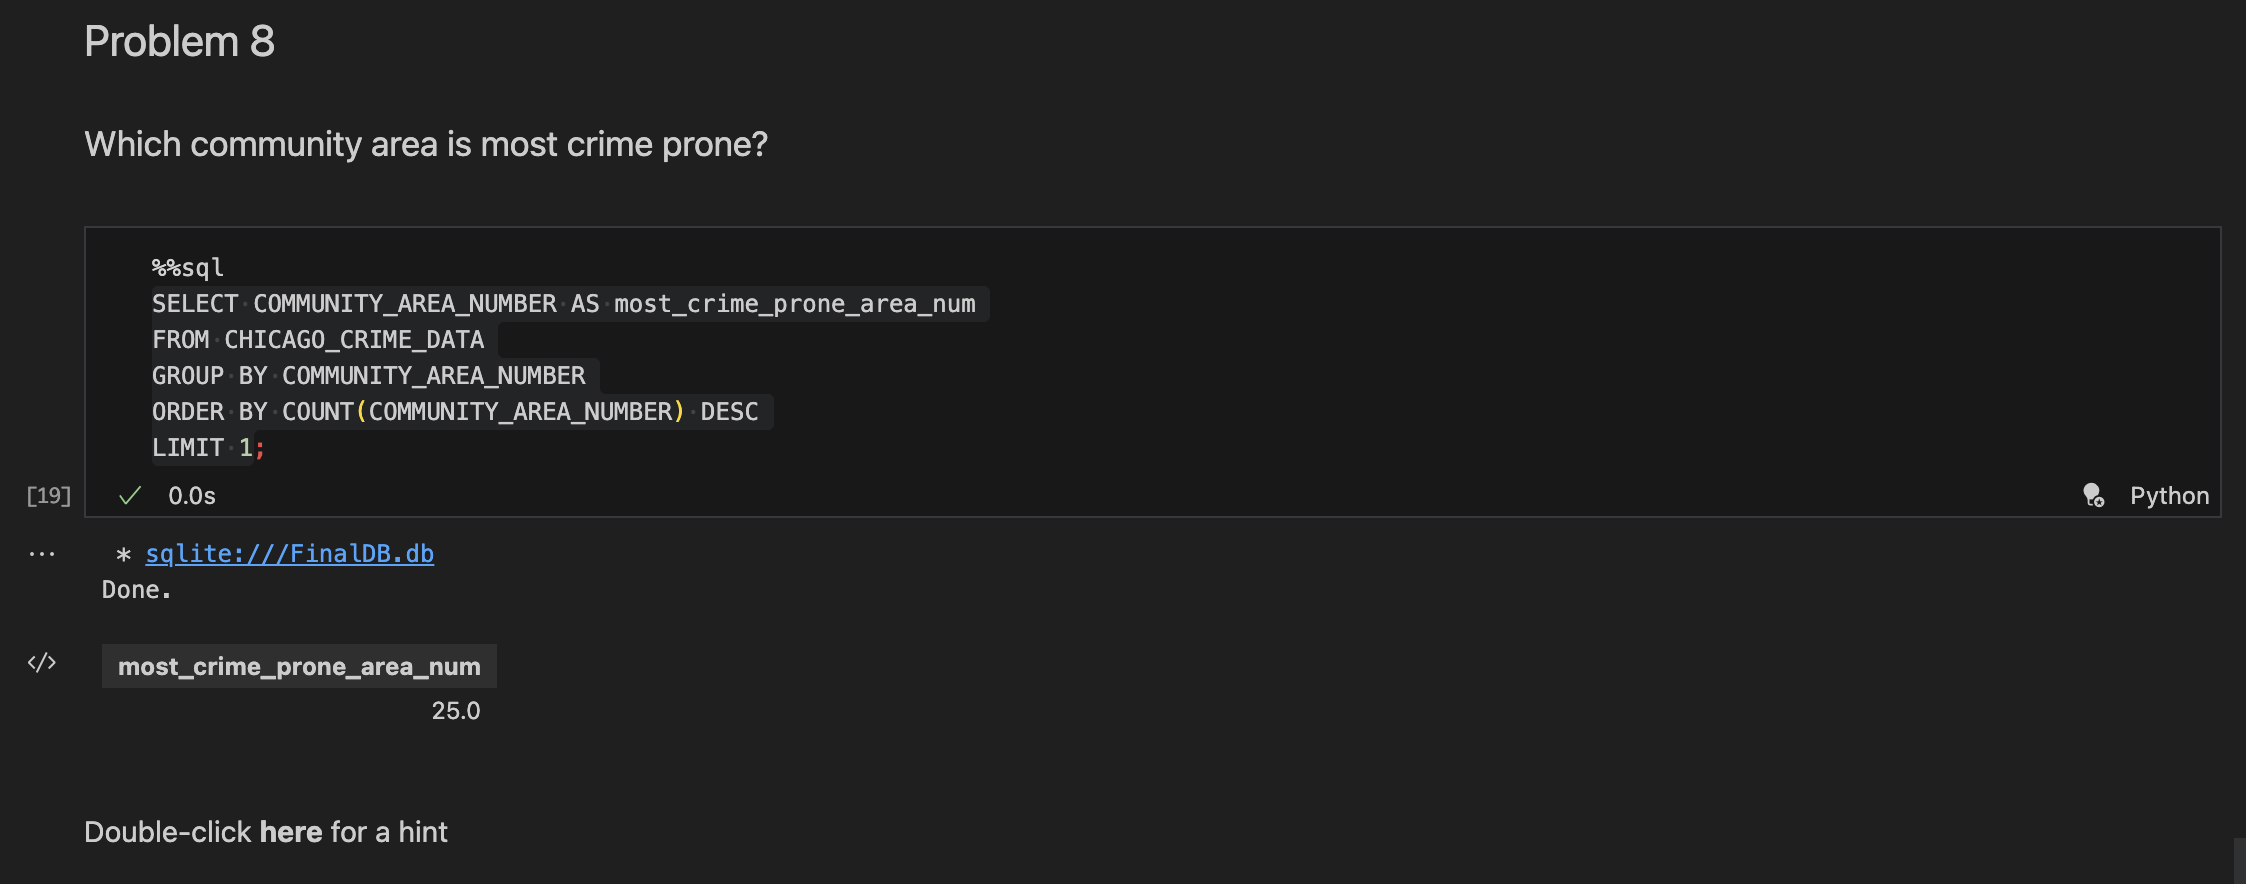 Problem 8
Which community area is most crime prone?
%%sql
SELECT COMMUNITY_AREA_NUMBER AS most_crime_prone_area_num
FROM CHICAGO_CRIME_DATA
GROUP BY COMMUNITY_AREA_NUMBER
ORDER BY COUNT(COMMUNITY_AREA_NUMBER) DESC
LIMIT 1;
[19] 0.0s Python
* sqlite:///FinalDB.db
Done.
most_crime_prone_area_num
25.0
Double-click here for a hint